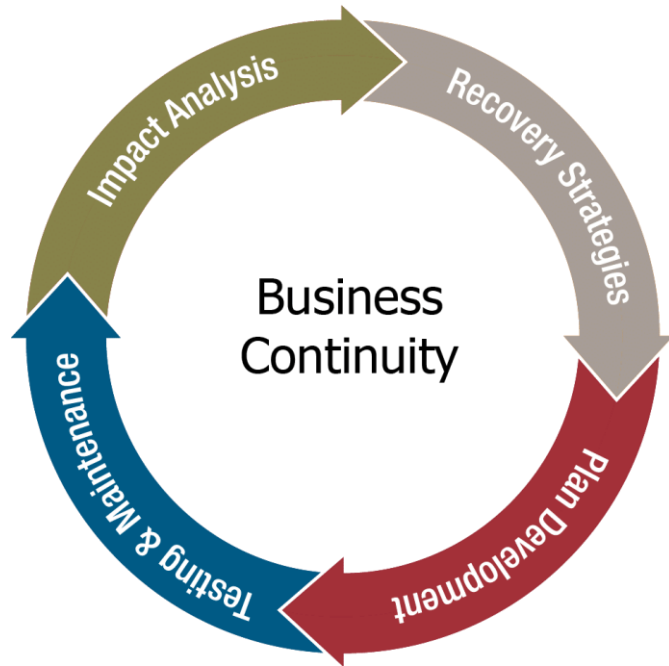 Impact Analysis
Recovery Strategies
Business
Continuity
Plan Development
Testing & Maintenance